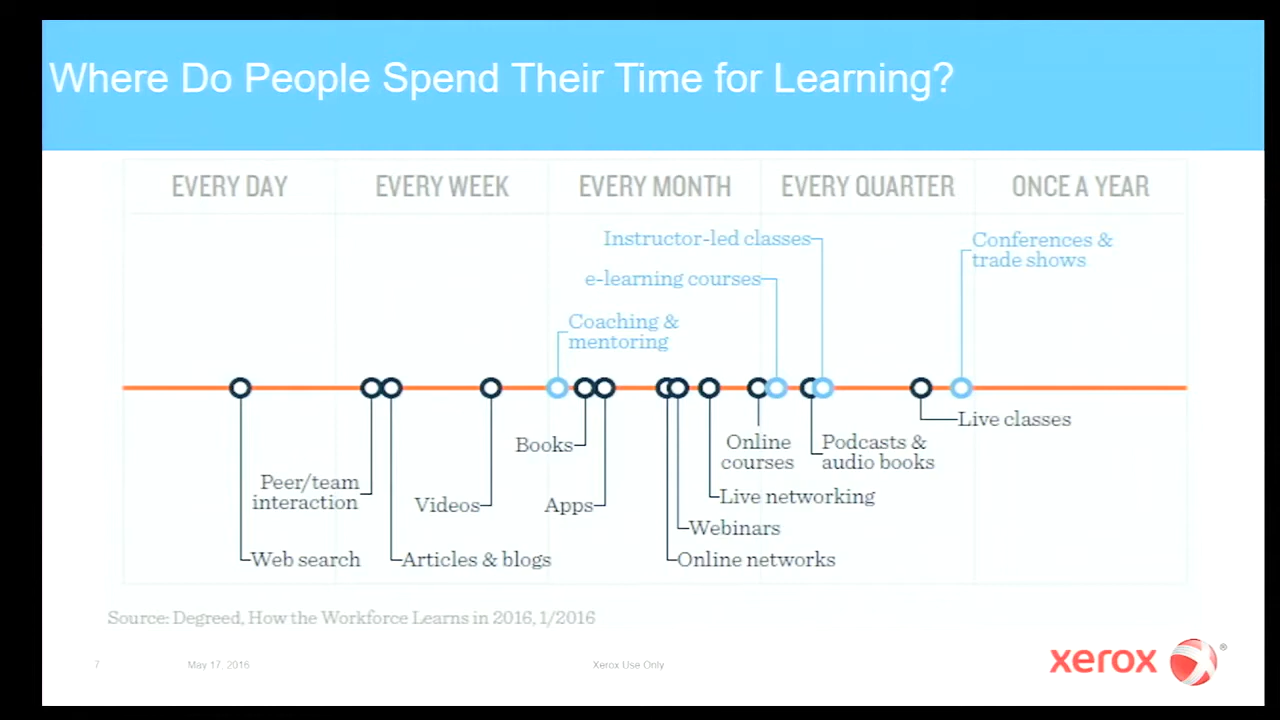 Where Do People Spend Their Time for Learning?
EVERY DAY
EVERY WEEK
EVERY MONTH
EVERY QUARTER
ONCE A YEAR
Instructor-led classes
Conferences &
trade shows
e-learning courses
Coaching &
mentoring
Live classes
Books
Online
courses
Podcasts &
audio books
Peer/team
interaction
Videos
Apps
Live networking
Webinars
Web search
Articles & blogs
Online networks
Source: Degreed, How the Workforce Learns in 2016, 1/2016
7
May 17, 2016
Xerox Use Only
xerox ®